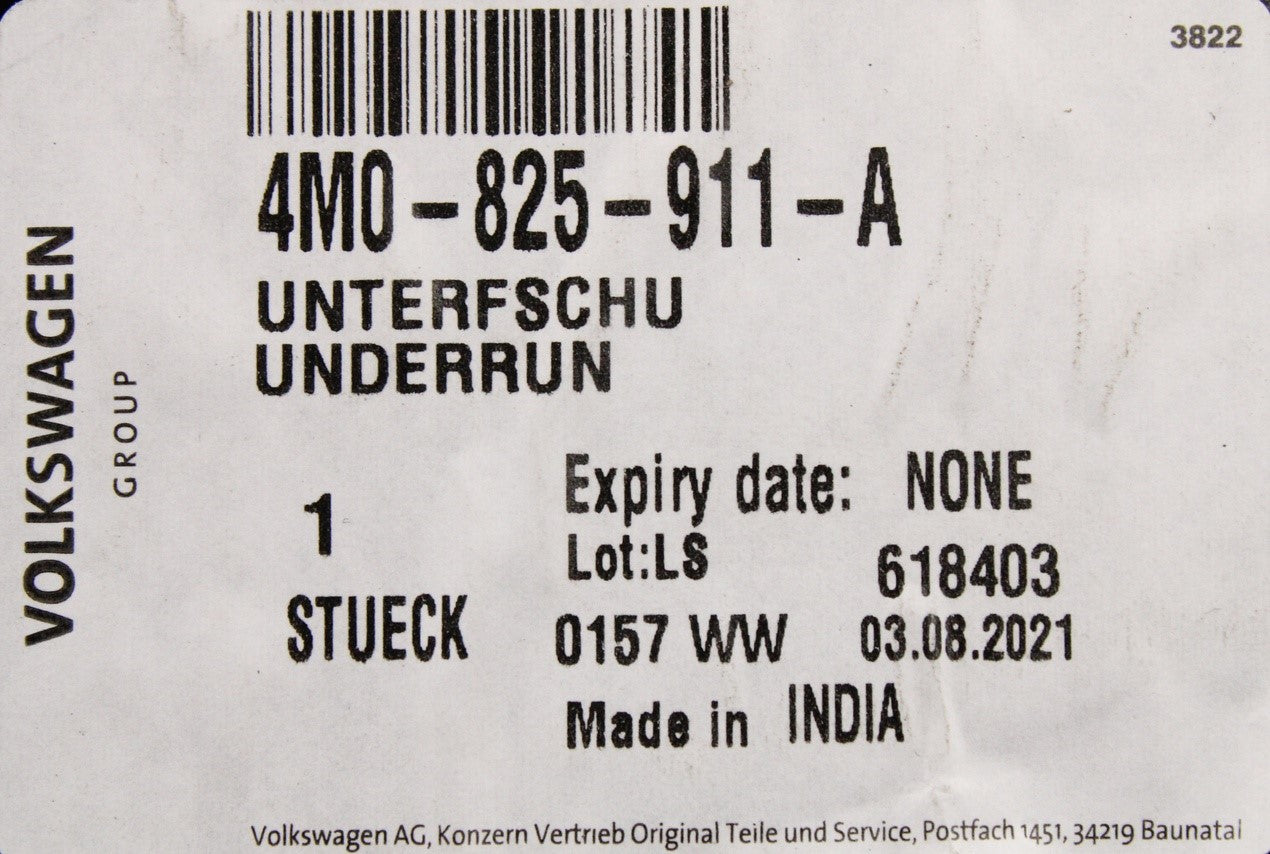 3822
4M0-825-911-A
UNTERFSCHU
UNDERRUN
VOLKSWAGEN
GROUP
Expiry date: NONE
1
Lot:LS 618403
STUECK
0157 WW 03.08.2021
Made in INDIA
Volkswagen AG, Konzern Vertrieb Original Teile und Service, Postfach 1451, 34219 Baunatal